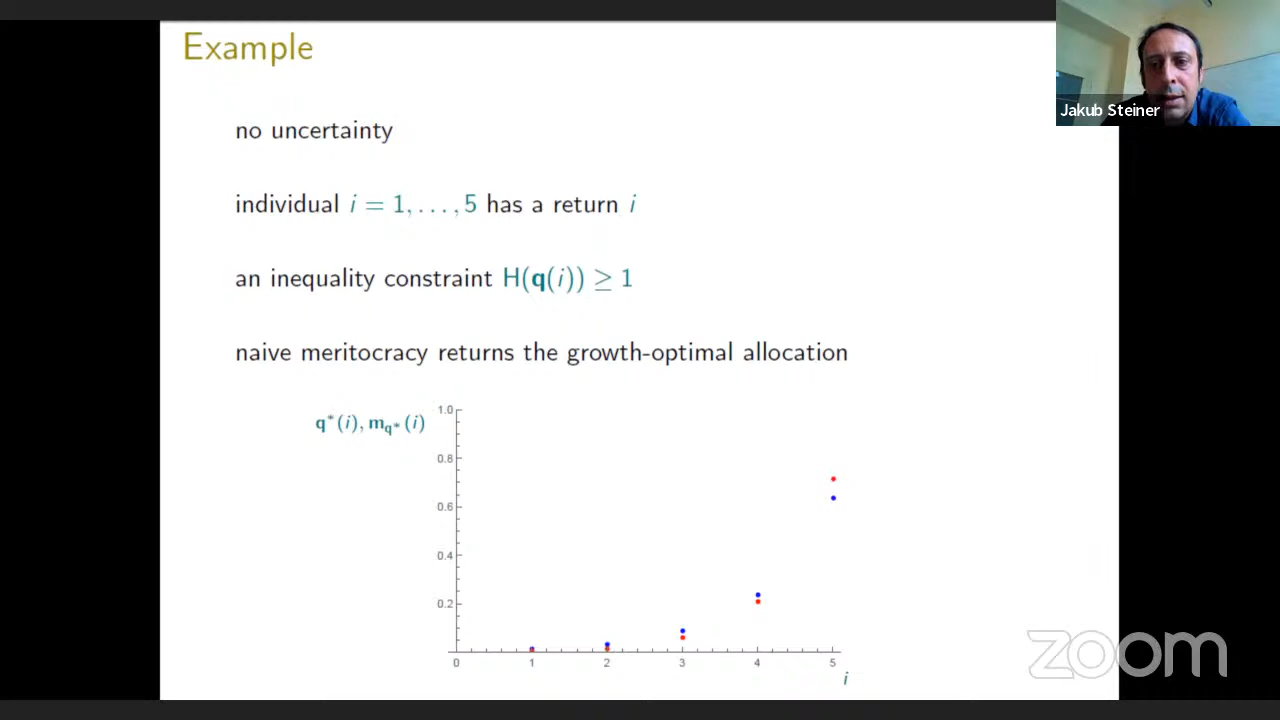 Example
Jakub Steiner
no uncertainty
individual i = 1, . . . , 5 has a return i
an inequality constraint H(q(i)) ≥ 1
naive meritocracy returns the growth-optimal allocation
q*(i), m_q*(i)
1.0
0.8
0.6
0.4
0.2
0 1 2 3 4 5
i
zoom